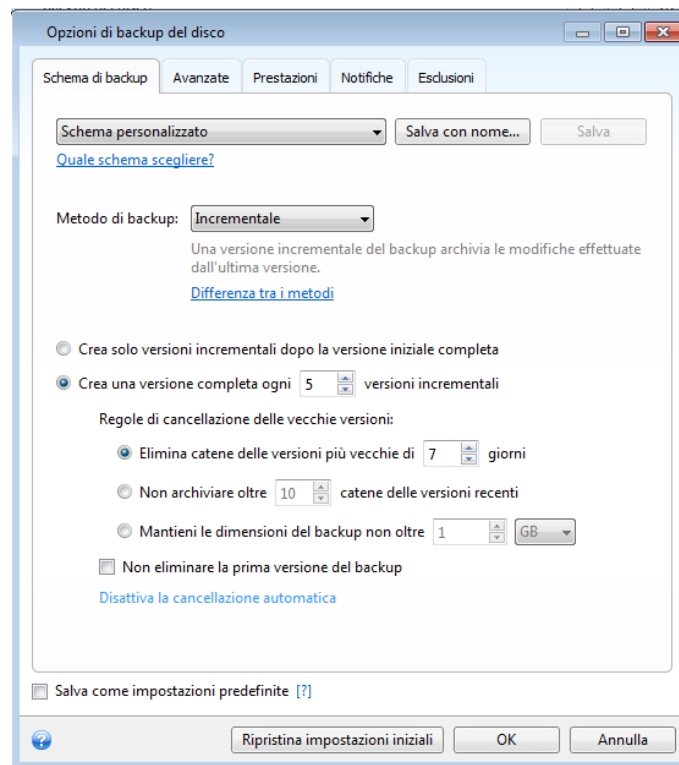 Opzioni di backup del disco
Schema di backup Avanzate Prestazioni Notifiche Esclusioni
Schema personalizzato Salva con nome... Salva
Quale schema scegliere?
Metodo di backup: Incrementale
Una versione incrementale del backup archivia le modifiche effettuate
dall'ultima versione.
Differenza tra i metodi
Crea solo versioni incrementali dopo la versione iniziale completa
Crea una versione completa ogni 5 versioni incrementali
Regole di cancellazione delle vecchie versioni:
Elimina catene delle versioni più vecchie di 7 giorni
Non archiviare oltre 10 catene delle versioni recenti
Mantieni le dimensioni del backup non oltre 1 GB
Non eliminare la prima versione del backup
Disattiva la cancellazione automatica
Salva come impostazioni predefinite [?]
? Ripristina impostazioni iniziali OK Annulla